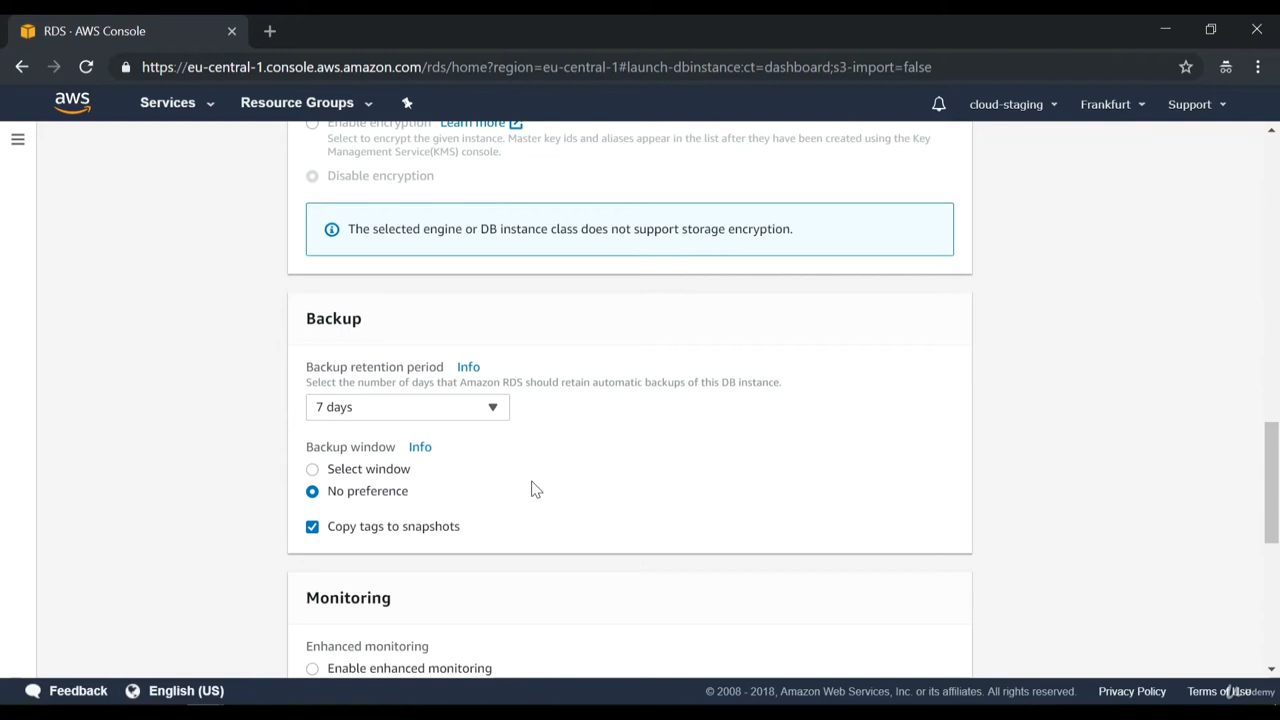 RDS · AWS Console
https://eu-central-1.console.aws.amazon.com/rds/home?region=eu-central-1#launch-dbinstance:ct=dashboard;s3-import=false
aws Services Resource Groups cloud-staging Frankfurt Support
Enable encryption Learn more
Select to encrypt the given instance. Master key ids and aliases appear in the list after they have been created using the Key
Management Service(KMS) console.
Disable encryption
The selected engine or DB instance class does not support storage encryption.
Backup
Backup retention period Info
Select the number of days that Amazon RDS should retain automatic backups of this DB instance.
7 days
Backup window Info
Select window
No preference
Copy tags to snapshots
Monitoring
Enhanced monitoring
Enable enhanced monitoring
Feedback English (US) © 2008 - 2018, Amazon Web Services, Inc. or its affiliates. All rights reserved. Privacy Policy Terms of Use